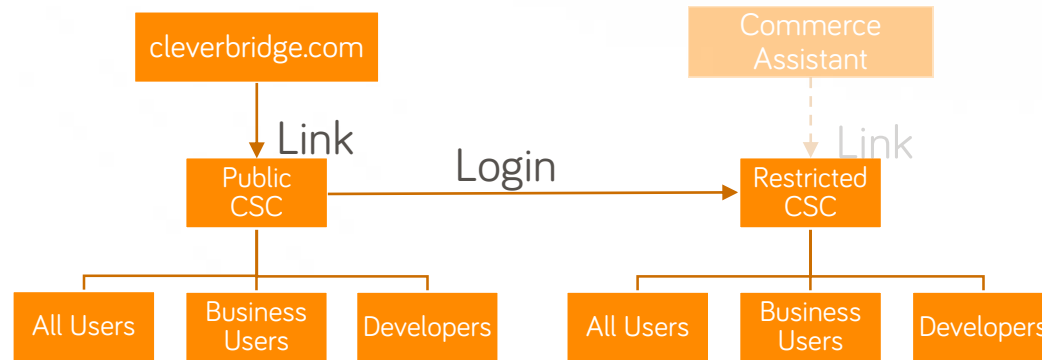 cleverbridge.com
Commerce
Assistant
Link
Link
Login
Public
CSC
Restricted
CSC
All Users
Business
Users
Developers
All Users
Business
Users
Developers